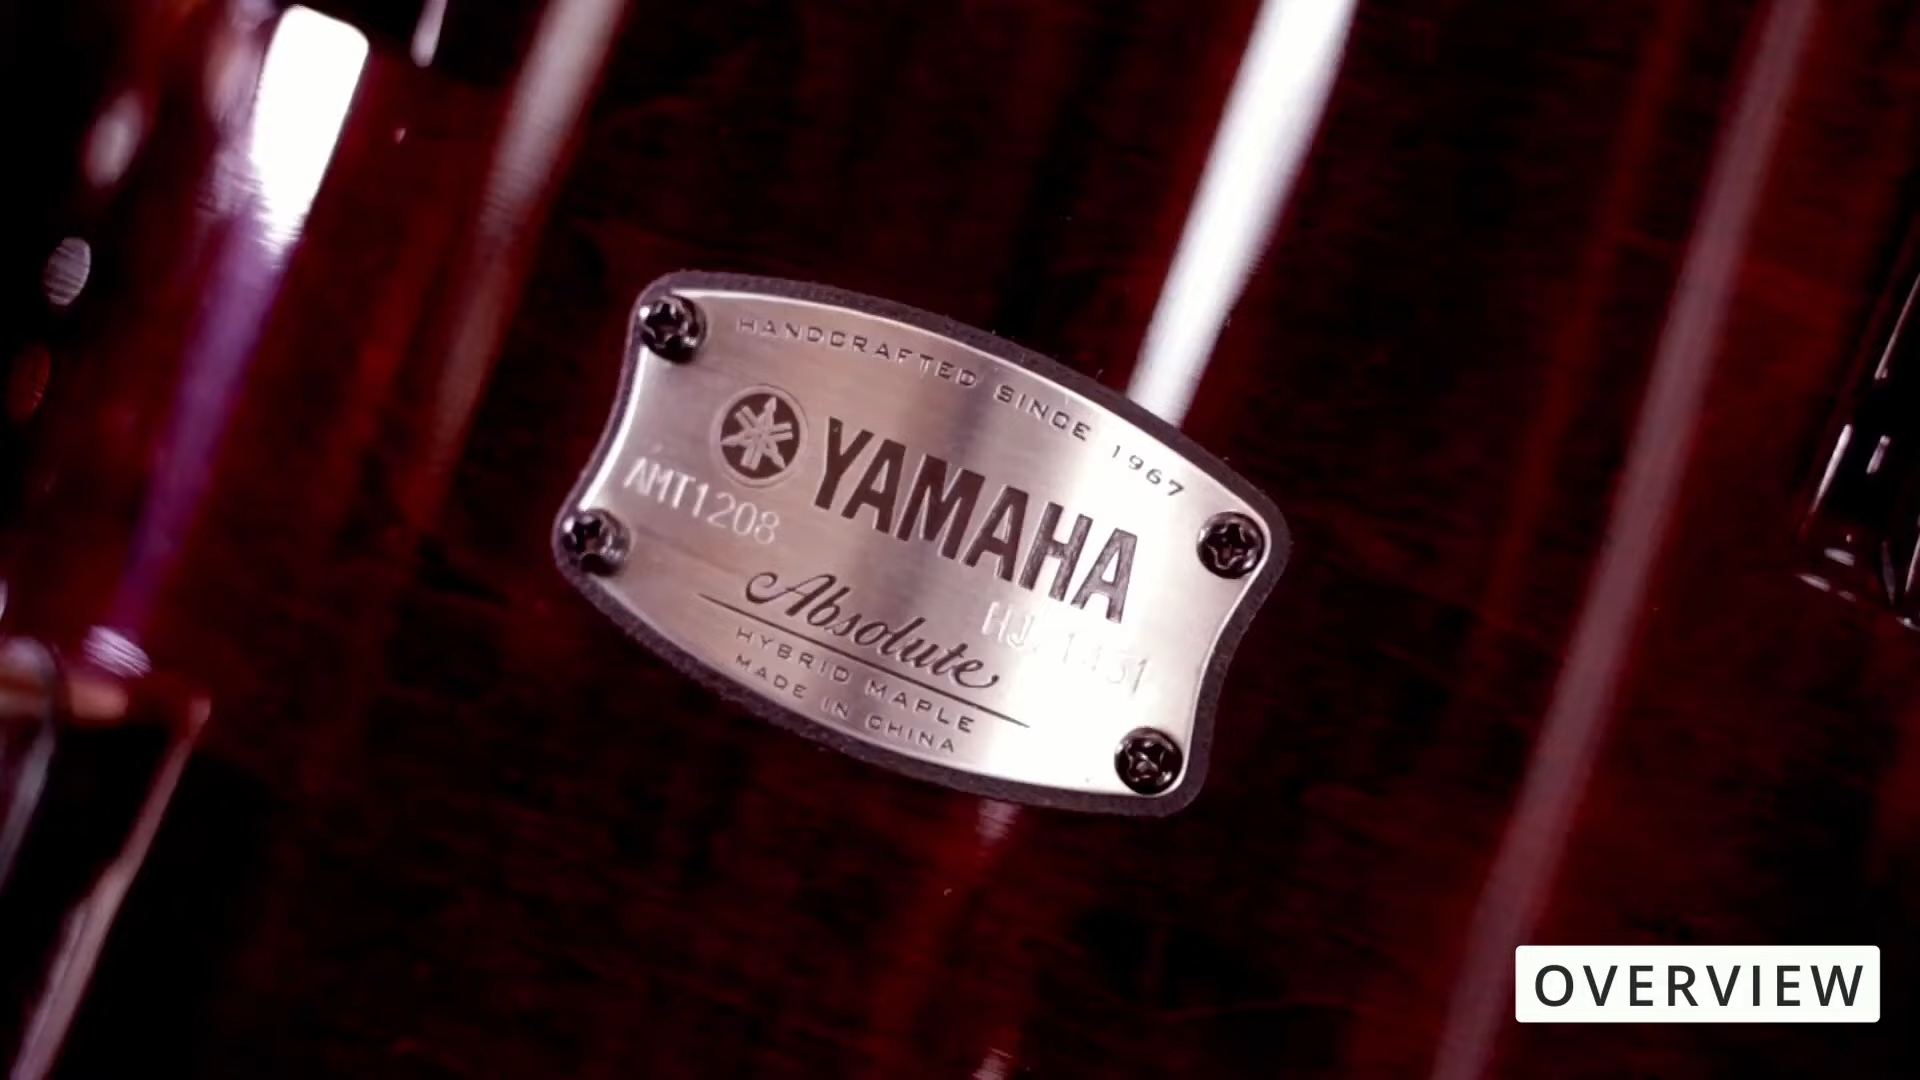 HANDCRAFTED SINCE 1967
YAMAHA
AMT1208
Absolute
HYBRID MAPLE
MADE IN CHINA
OVERVIEW